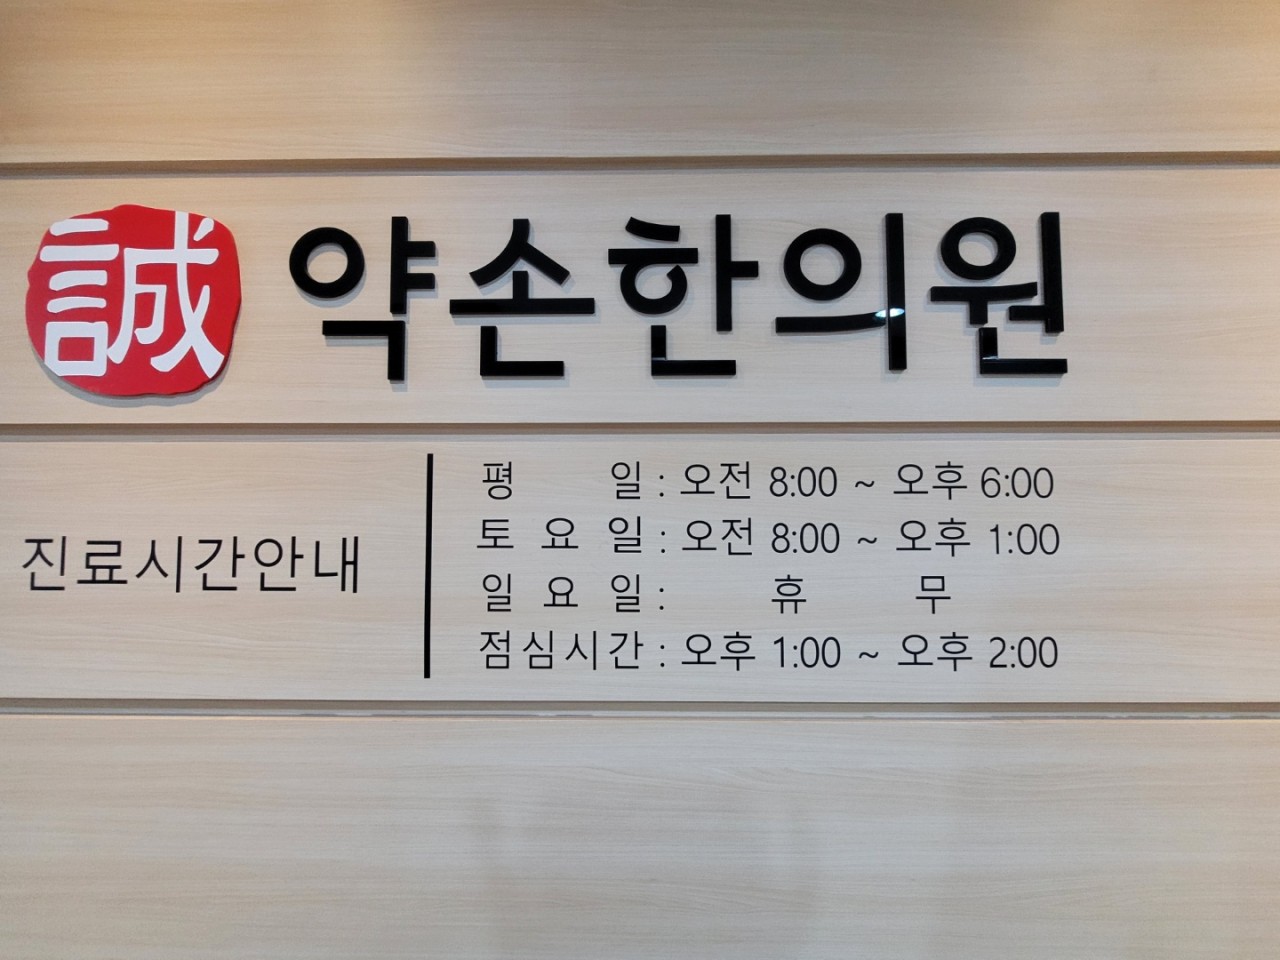 誠 약손한의원
진료시간안내
평 일 : 오전 8:00 ~ 오후 6:00
토 요 일 : 오전 8:00 ~ 오후 1:00
일 요 일 : 휴 무
점심시간 : 오후 1:00 ~ 오후 2:00